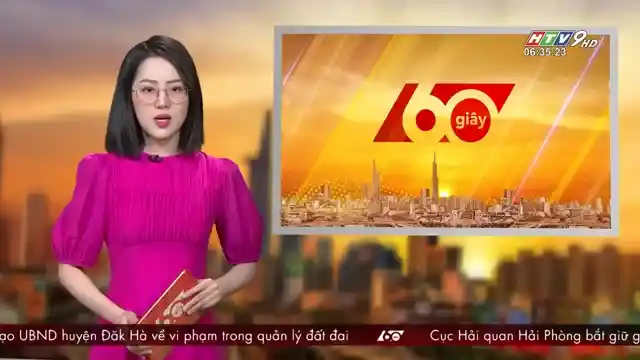 HTV9HD
06:35:23
60
giây
ạo UBND huyện Đăk Hà về vi phạm trong quản lý đất đai 60 Cục Hải quan Hải Phòng bắt giữ g